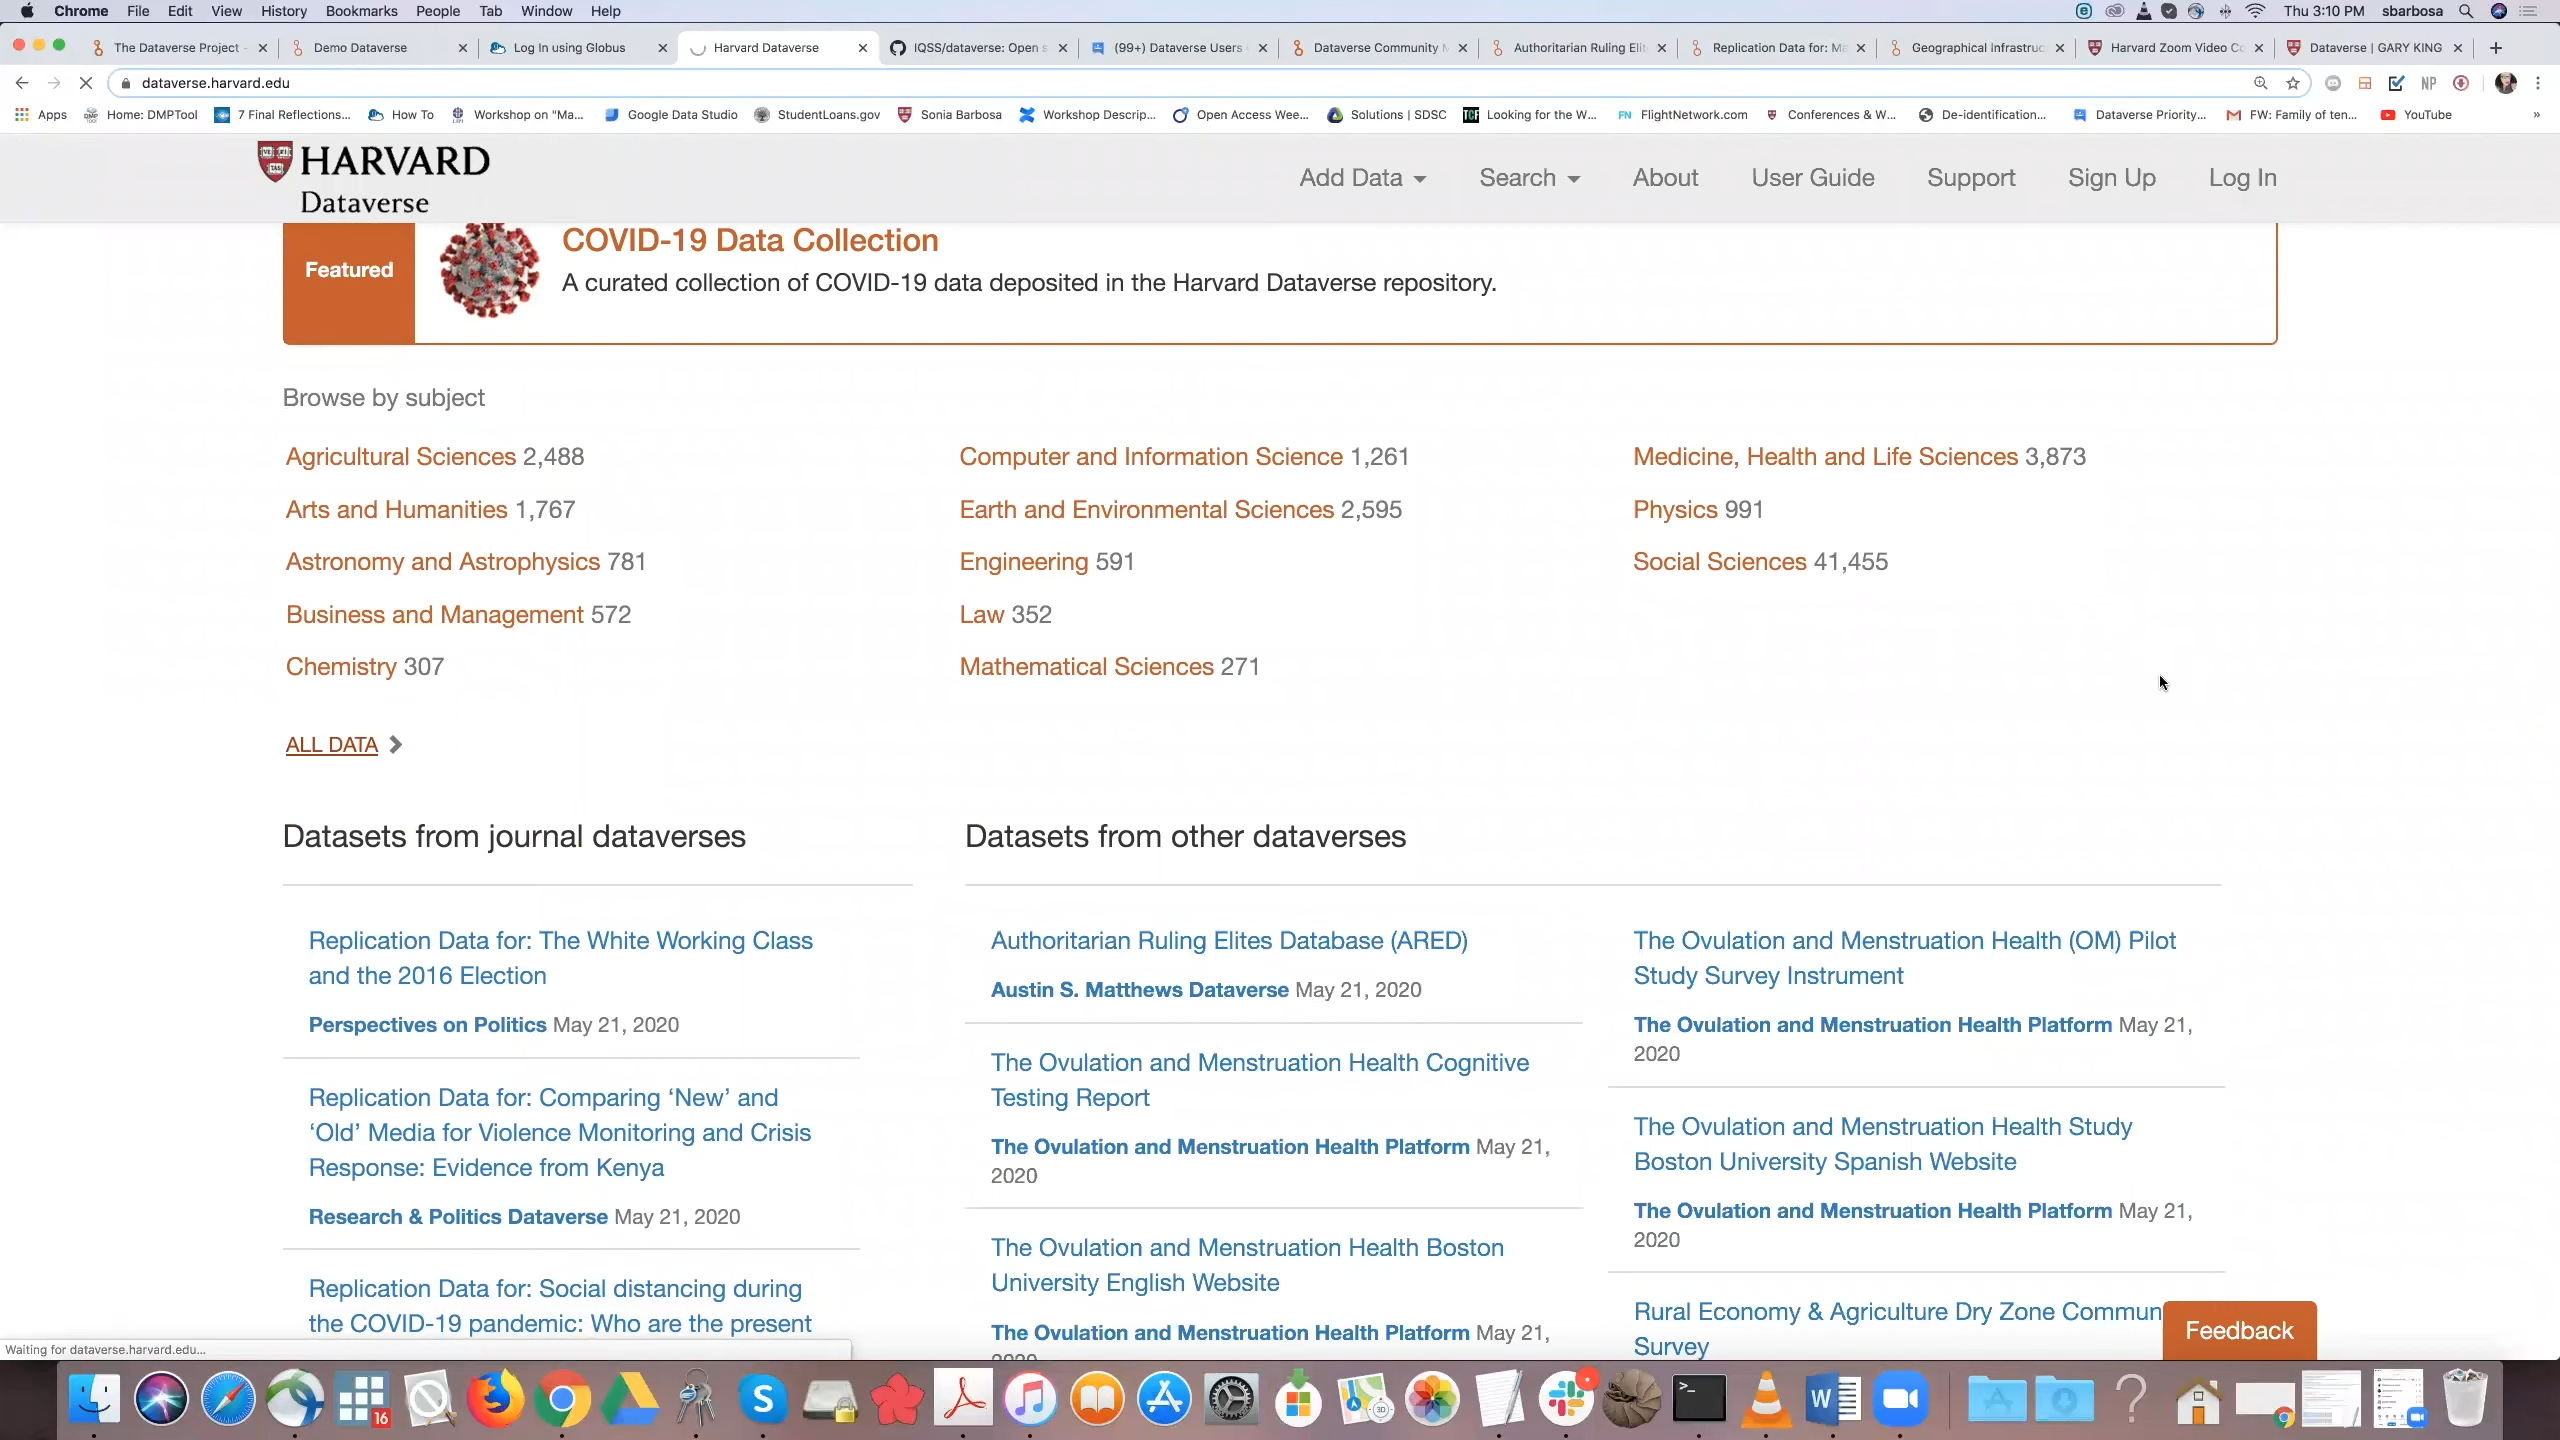 Chrome File Edit View History Bookmarks People Tab Window Help Thu 3:10 PM sbarbosa
The Dataverse Project - Demo Dataverse Log In using Globus Harvard Dataverse IQSS/dataverse: Open s (99+) Dataverse Users Dataverse Community M Authoritarian Ruling Elit Replication Data for: Ma Geographical Infrastruc Harvard Zoom Video Co Dataverse | GARY KING
dataverse.harvard.edu NP
Apps Home: DMPTool 7 Final Reflections... How To Workshop on "Ma... Google Data Studio StudentLoans.gov Sonia Barbosa Workshop Descrip... Open Access Wee... Solutions | SDSC Looking for the W... FlightNetwork.com Conferences & W... De-identification... Dataverse Priority... FW: Family of ten... YouTube »
HARVARD
Dataverse
Add Data Search About User Guide Support Sign Up Log In
Featured
COVID-19 Data Collection
A curated collection of COVID-19 data deposited in the Harvard Dataverse repository.
Browse by subject
Agricultural Sciences 2,488
Arts and Humanities 1,767
Astronomy and Astrophysics 781
Business and Management 572
Chemistry 307
Computer and Information Science 1,261
Earth and Environmental Sciences 2,595
Engineering 591
Law 352
Mathematical Sciences 271
Medicine, Health and Life Sciences 3,873
Physics 991
Social Sciences 41,455
ALL DATA
Datasets from journal dataverses
Replication Data for: The White Working Class
and the 2016 Election
Perspectives on Politics May 21, 2020
Replication Data for: Comparing ‘New’ and
‘Old’ Media for Violence Monitoring and Crisis
Response: Evidence from Kenya
Research & Politics Dataverse May 21, 2020
Replication Data for: Social distancing during
the COVID-19 pandemic: Who are the present
Datasets from other dataverses
Authoritarian Ruling Elites Database (ARED)
Austin S. Matthews Dataverse May 21, 2020
The Ovulation and Menstruation Health Cognitive
Testing Report
The Ovulation and Menstruation Health Platform May 21,
2020
The Ovulation and Menstruation Health Boston
University English Website
The Ovulation and Menstruation Health Platform May 21,
2020
The Ovulation and Menstruation Health (OM) Pilot
Study Survey Instrument
The Ovulation and Menstruation Health Platform May 21,
2020
The Ovulation and Menstruation Health Study
Boston University Spanish Website
The Ovulation and Menstruation Health Platform May 21,
2020
Rural Economy & Agriculture Dry Zone Commun
Survey
Feedback
Waiting for dataverse.harvard.edu...
16